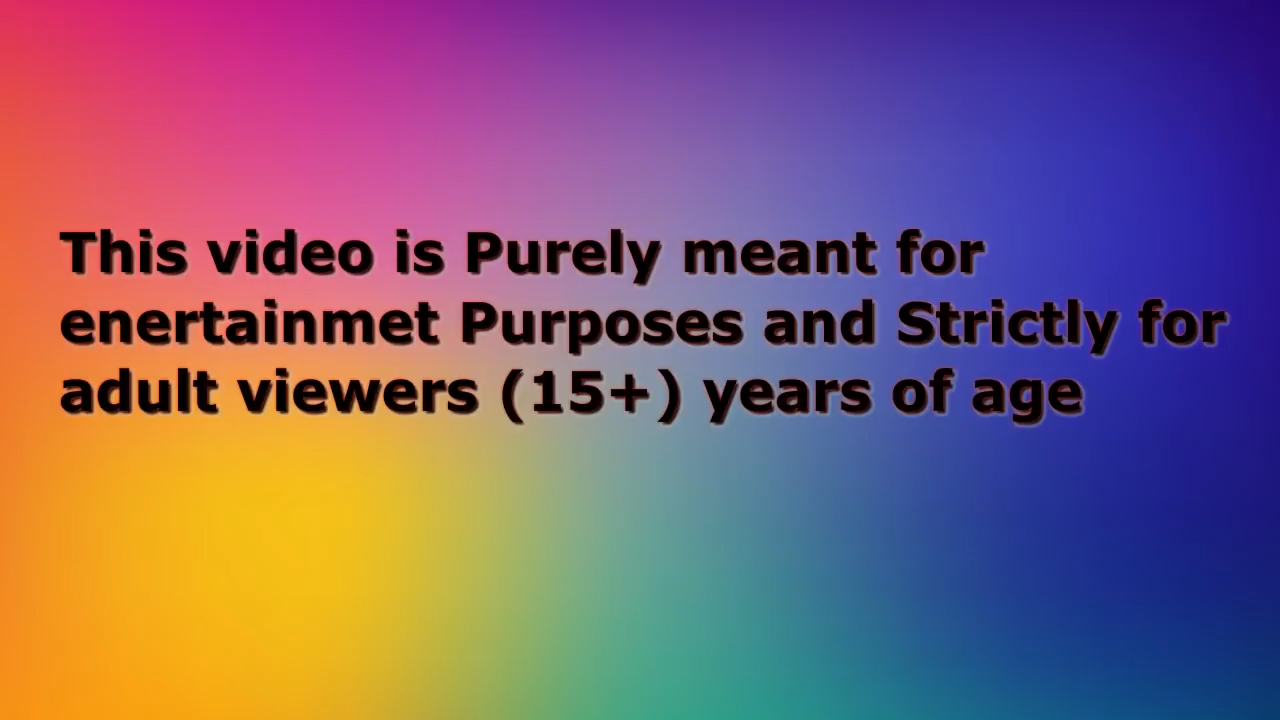 This video is Purely meant for
enertainmet Purposes and Strictly for
adult viewers (15+) years of age